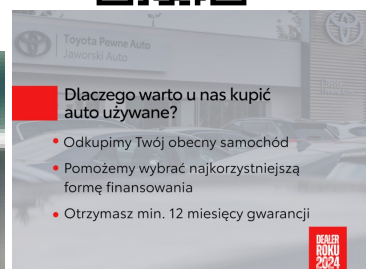 Toyota Pewne Auto
Jaworski Auto
Dlaczego warto u nas kupić
auto używane?
• Odkupimy Twój obecny samochód
• Pomożemy wybrać najkorzystniejszą
formę finansowania
• Otrzymasz min. 12 miesięcy gwarancji
DEALER
ROKU
2024